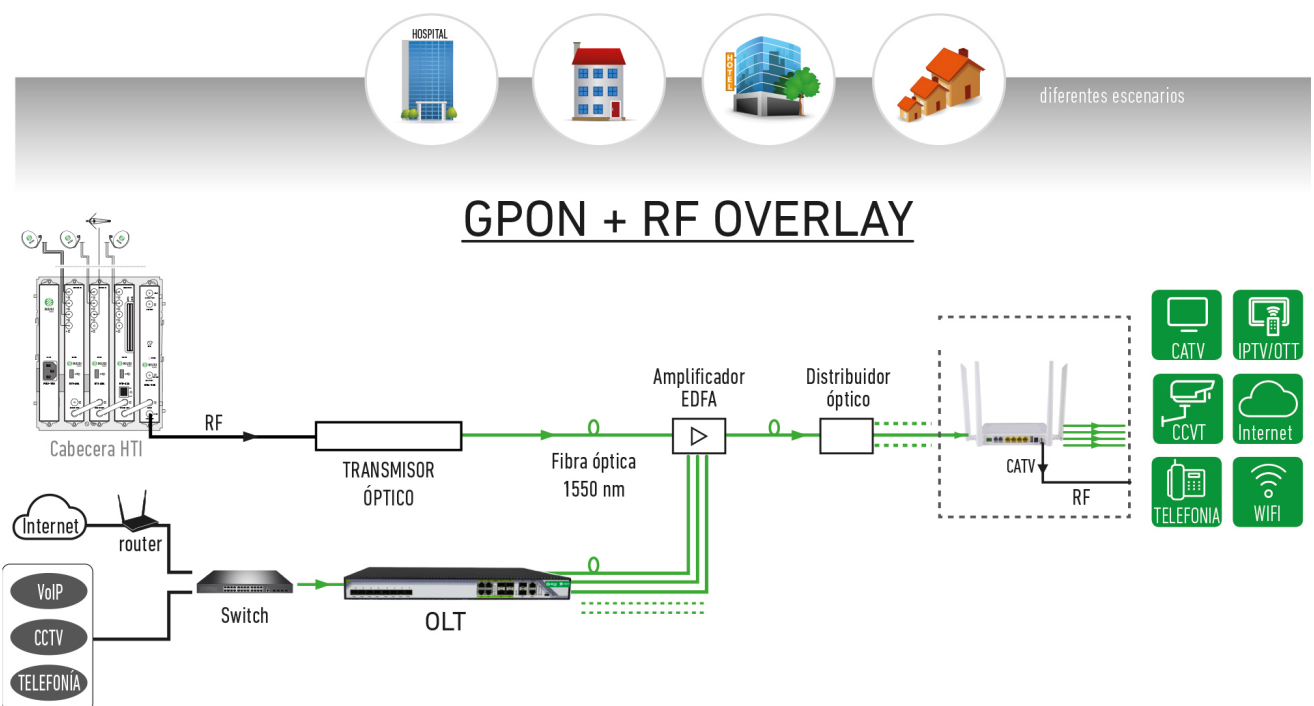 HOSPITAL
HOTEL
diferentes escenarios
GPON + RF OVERLAY
Cabecera HTI
RF
TRANSMISOR
ÓPTICO
Fibra óptica
1550 nm
Amplificador
EDFA
Distribuidor
óptico
CATV
RF
CATV
IPTV/OTT
CCVT
Internet
TELEFONIA
WIFI
Internet
router
VoIP
CCTV
TELEFONÍA
Switch
OLT